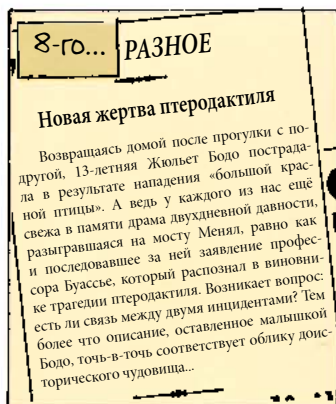 8-го...
РАЗНОЕ
Новая жертва птеродактиля
Возвращаясь домой после прогулки с по-
другой, 13-летняя Жюльет Бодо пострада-
ла в результате нападения «большой крас-
ной птицы». А ведь у каждого из нас ещё
свежа в памяти драма двухдневной давности,
разыгравшаяся на мосту Менял, равно как
и последовавшее за ней заявление профес-
сора Буассье, который распознал в виновни-
ке трагедии птеродактиля. Возникает вопрос:
есть ли связь между двумя инцидентами? Тем
более что описание, оставленное малышкой
Бодо, точь-в-точь соответствует облику доис-
торического чудовища...